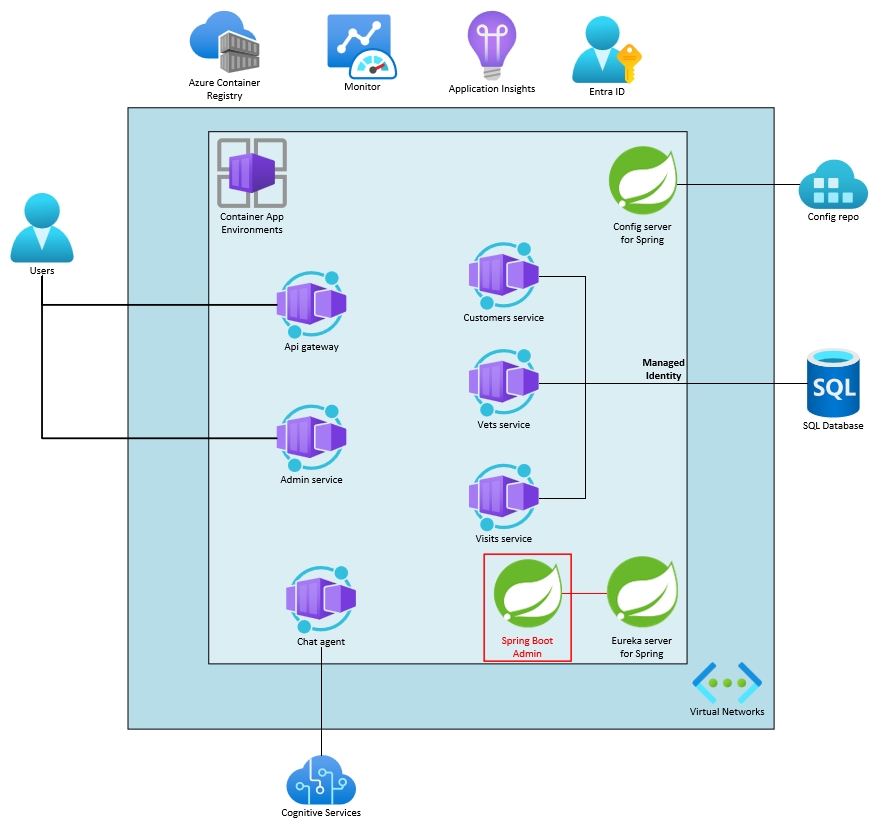 Azure Container
Registry
Monitor
Application Insights
Entra ID
Container App
Environments
Config server
for Spring
Config repo
Users
Customers service
Api gateway
Managed
Identity
SQL
SQL Database
Vets service
Admin service
Visits service
Chat agent
Spring Boot
Admin
Eureka server
for Spring
Virtual Networks
Cognitive Services